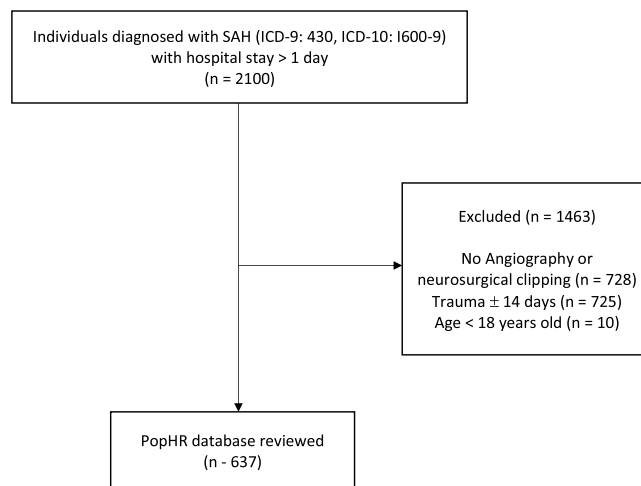 Individuals diagnosed with SAH (ICD-9: 430, ICD-10: I600-9)
with hospital stay > 1 day
(n = 2100)
Excluded (n = 1463)
No Angiography or
neurosurgical clipping (n = 728)
Trauma ± 14 days (n = 725)
Age < 18 years old (n = 10)
PopHR database reviewed
(n - 637)